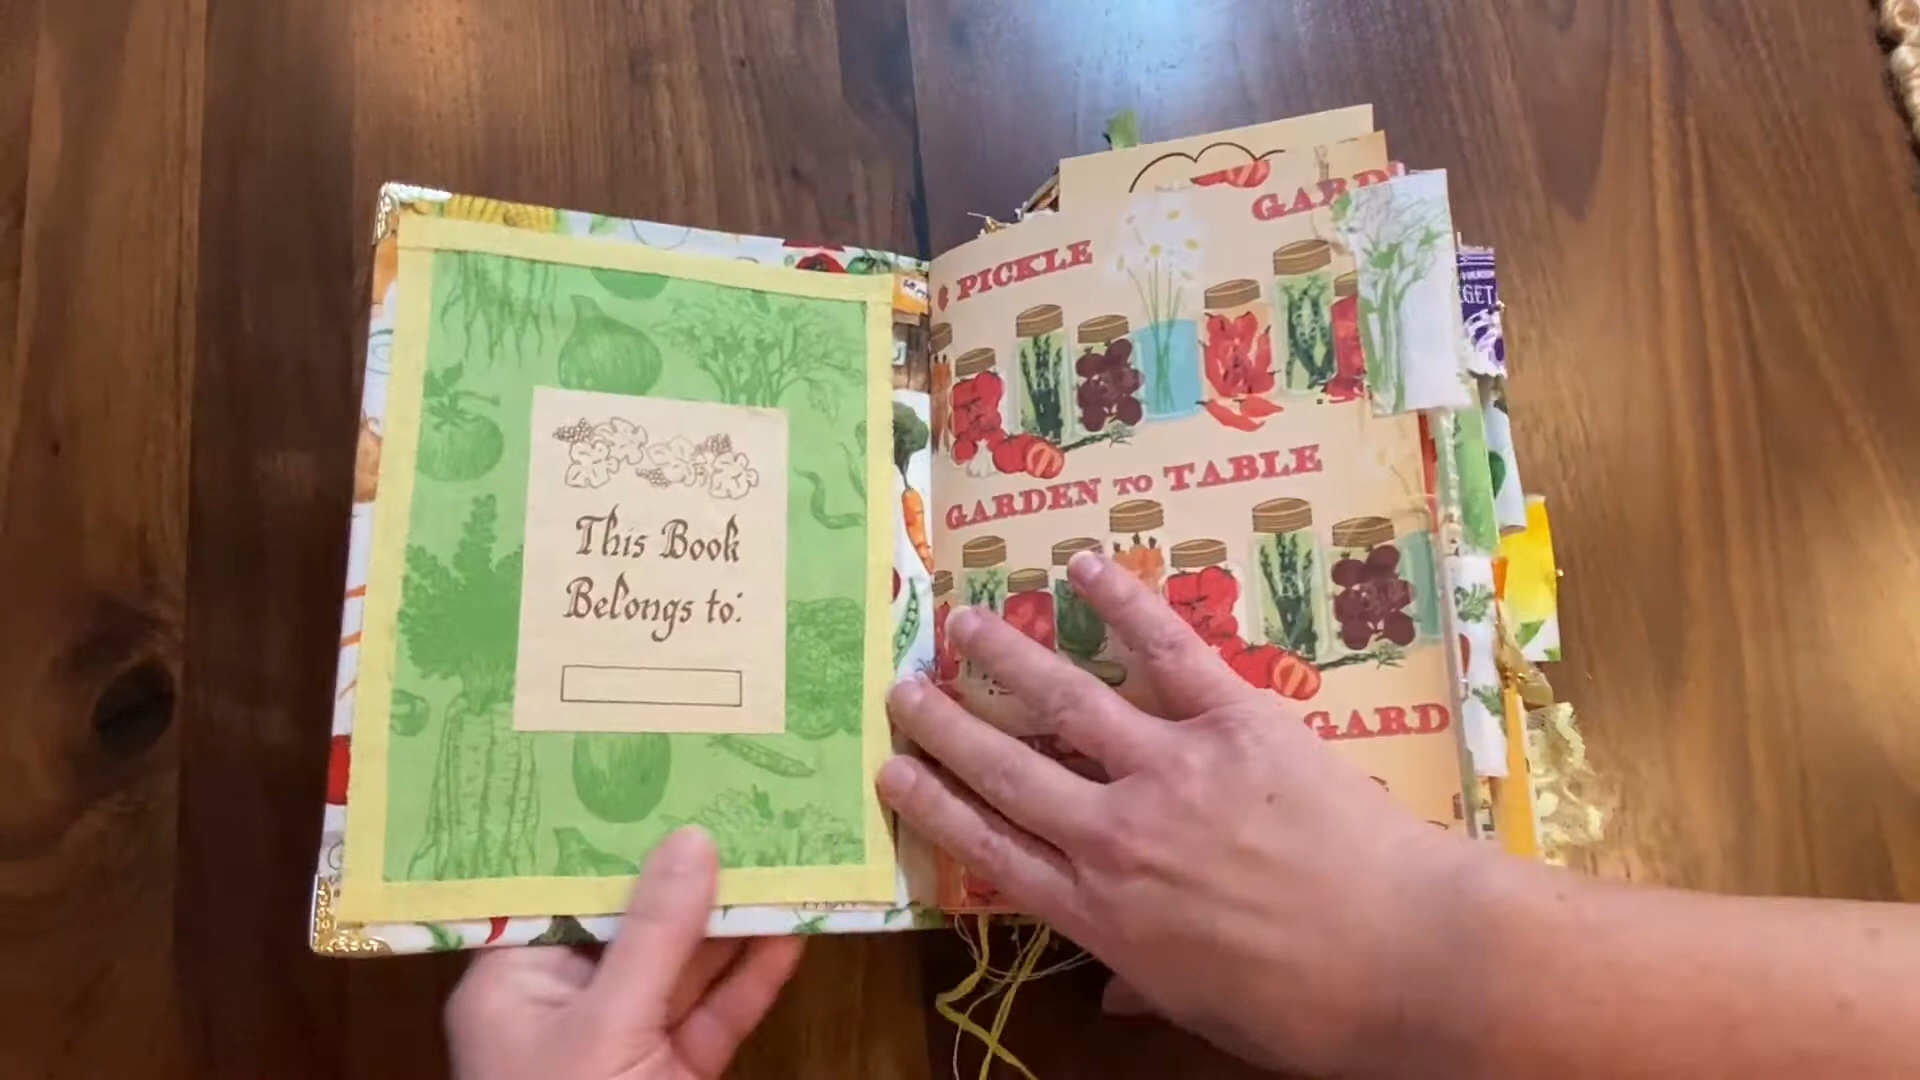 This Book
Belongs to:
& PICKLE
GARD
GARDEN TO TABLE
GARD
GET